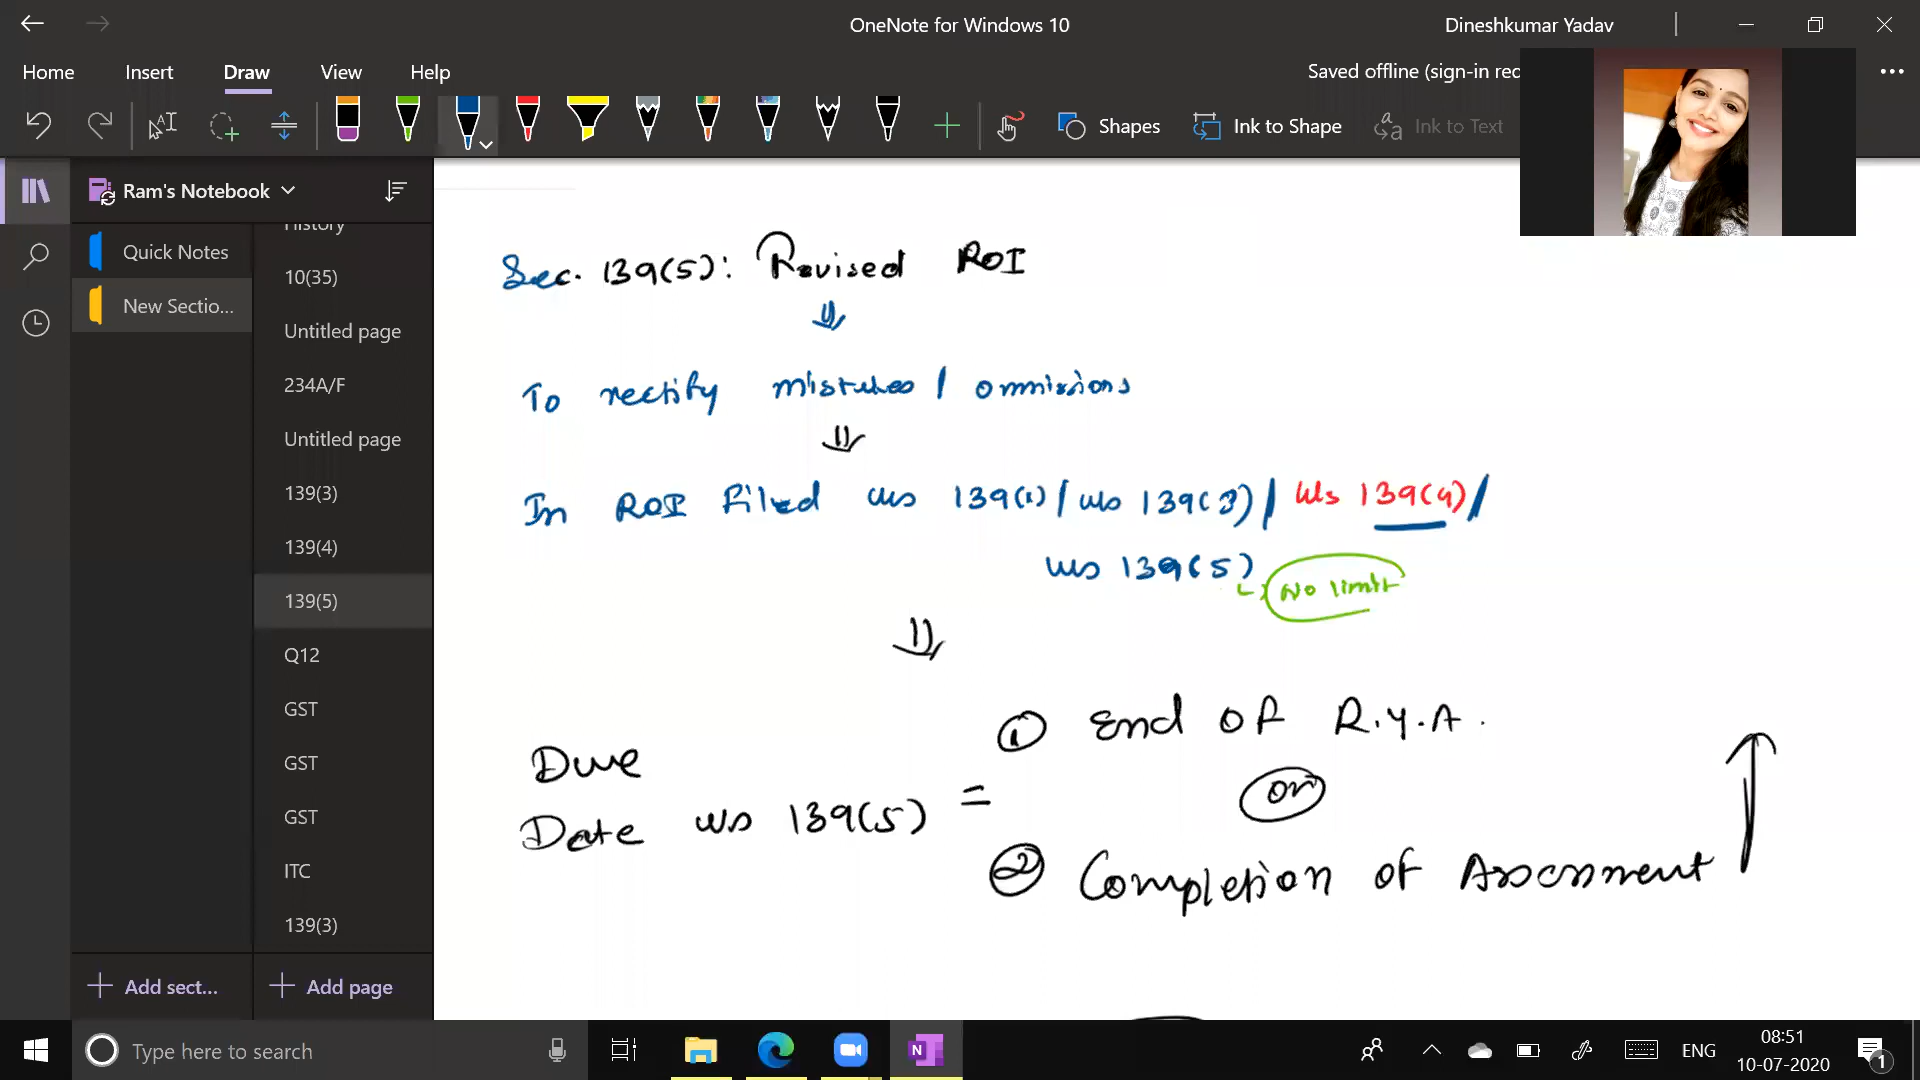 OneNote for Windows 10
Dineshkumar Yadav
Home Insert Draw View Help
Saved offline (sign-in rec
Shapes Ink to Shape Ink to Text
Ram's Notebook
Quick Notes
New Sectio...
History
10(35)
Untitled page
234A/F
Untitled page
139(3)
139(4)
139(5)
Q12
GST
GST
GST
ITC
139(3)
Add sect...
Add page
Sec. 139(5): Revised ROI
To rectify mistakes / ommissions
In ROI Filed u/s 139(1) / u/s 139(3) / u/s 139(4) /
u/s 139(5)
No limit
① End OF R.Y.A.
or
Due
Date u/s 139(5) =
② Completion of Assessment
Type here to search
ENG
08:51
10-07-2020
1